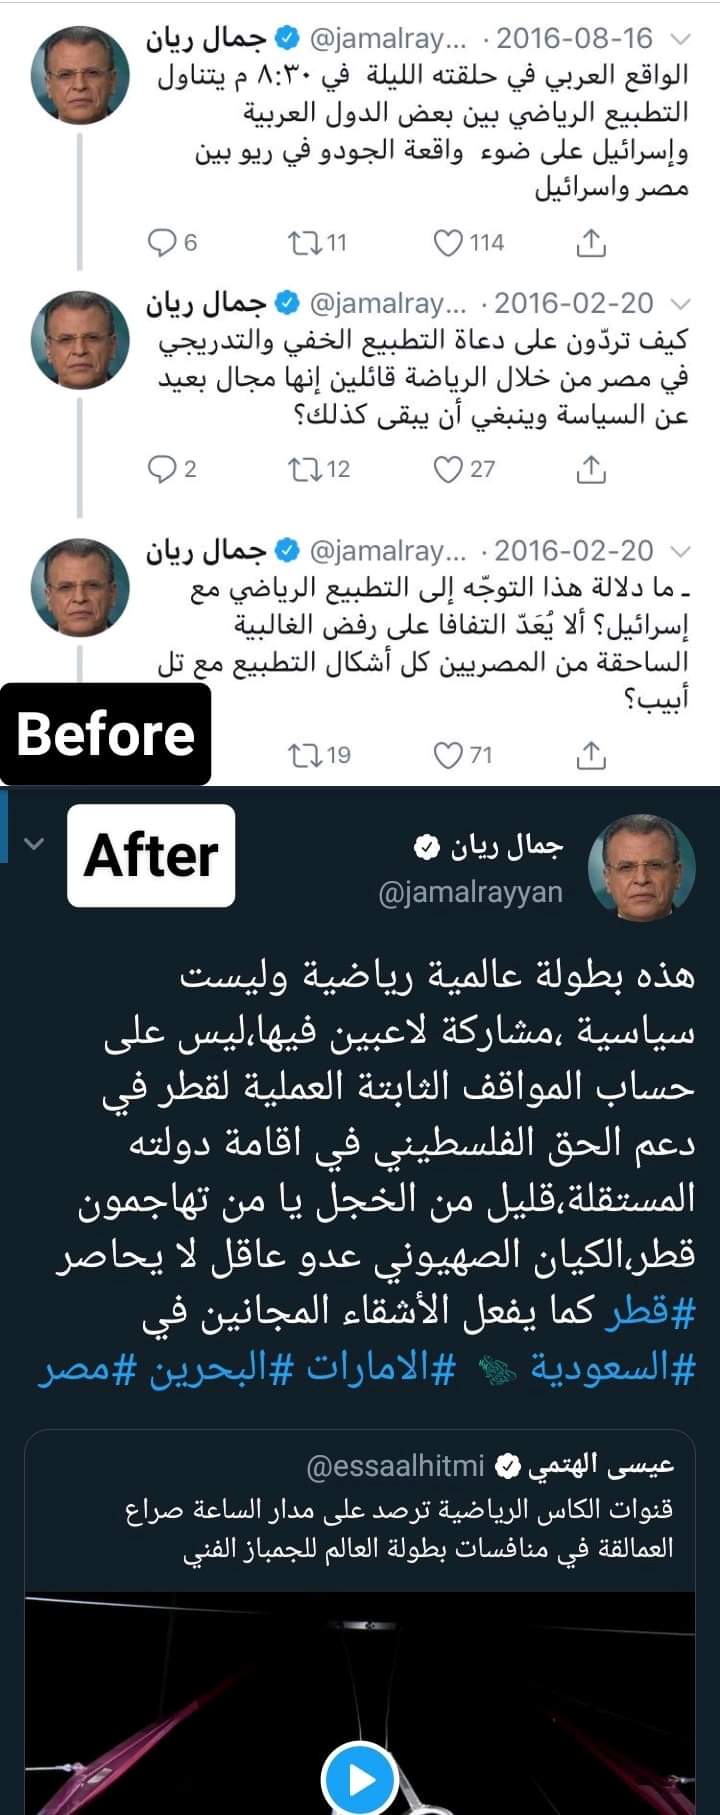 جمال ريان @jamalray... · 2016-08-16
الواقع العربي في حلقته الليلة في ٨:٣٠ م يتناول
التطبيع الرياضي بين بعض الدول العربية
وإسرائيل على ضوء واقعة الجودو في ريو بين
مصر واسرائيل
6 11 114
جمال ريان @jamalray... · 2016-02-20
كيف تردّون على دعاة التطبيع الخفي والتدريجي
في مصر من خلال الرياضة قائلين إنها مجال بعيد
عن السياسة وينبغي أن يبقى كذلك؟
2 12 27
جمال ريان @jamalray... · 2016-02-20
ـ ما دلالة هذا التوجّه إلى التطبيع الرياضي مع
إسرائيل؟ ألا يُعَدّ التفافا على رفض الغالبية
الساحقة من المصريين كل أشكال التطبيع مع تل
أبيب؟
Before
19 71
After
جمال ريان
@jamalrayyan
هذه بطولة عالمية رياضية وليست
سياسية ،مشاركة لاعبين فيها،ليس على
حساب المواقف الثابتة العملية لقطر في
دعم الحق الفلسطيني في اقامة دولته
المستقلة،قليل من الخجل يا من تهاجمون
قطر،الكيان الصهيوني عدو عاقل لا يحاصر
#قطر كما يفعل الأشقاء المجانين في
#السعودية #الامارات #البحرين #مصر
عيسى الهتمي @essaalhitmi
قنوات الكاس الرياضية ترصد على مدار الساعة صراع
العمالقة في منافسات بطولة العالم للجمباز الفني